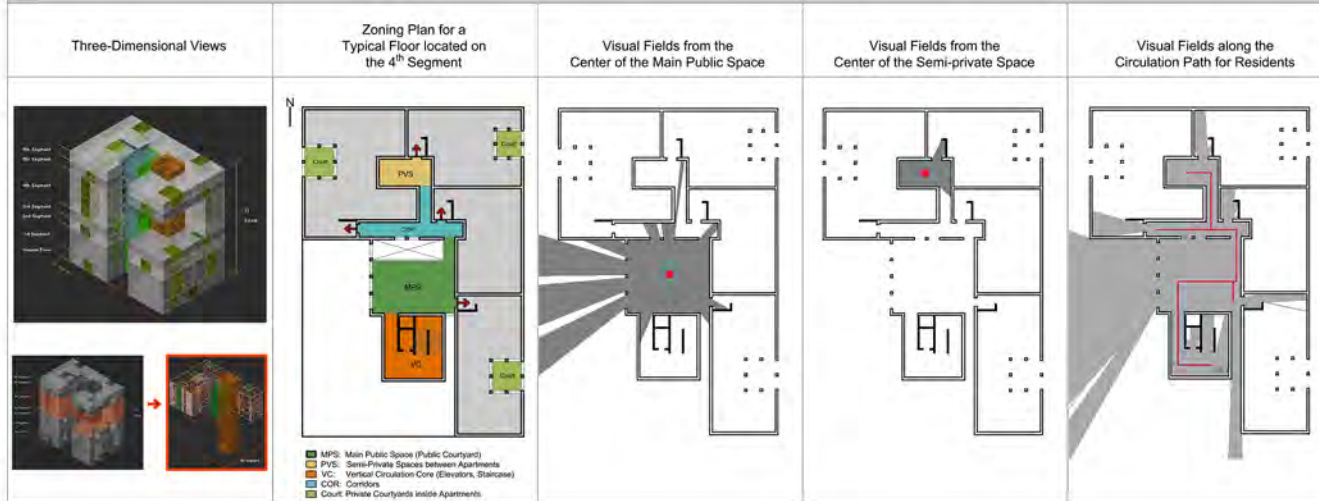 Three-Dimensional Views
Zoning Plan for a
Typical Floor located on
the 4th Segment
Visual Fields from the
Center of the Main Public Space
Visual Fields from the
Center of the Semi-private Space
Visual Fields along the
Circulation Path for Residents
N
Court
Court
PVS
MPS
VC
Court
MPS: Main Public Space (Public Courtyard)
PVS: Semi-Private Spaces between Apartments
VC: Vertical Circulation Core (Elevators, Staircase)
COR: Corridors
Court: Private Courtyards inside Apartments